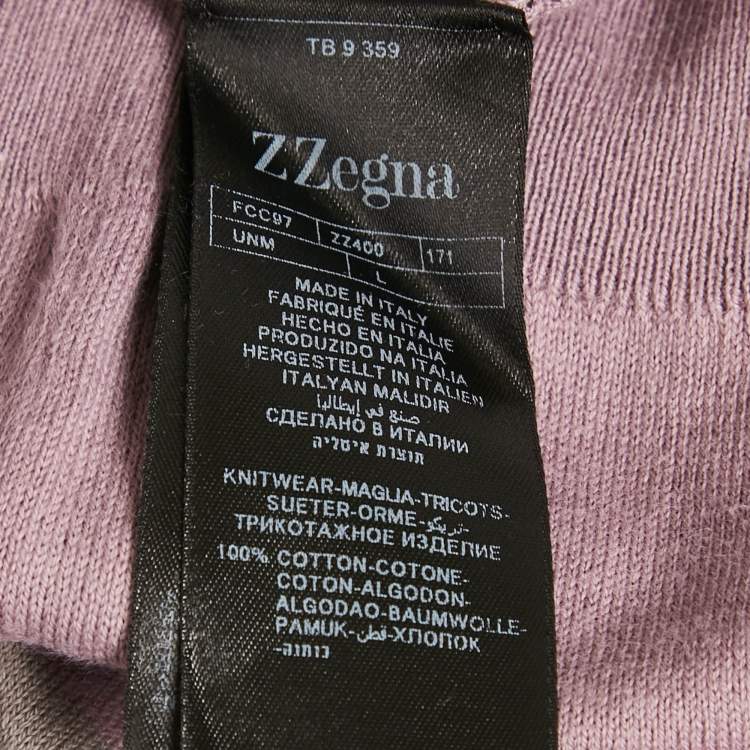 TB 9 359
ZZegna
FCC97 ZZ400 171
UNM L
MADE IN ITALY
FABRIQUÉ EN ITALIE
HECHO EN ITALIA
PRODUZIDO NA ITALIA
HERGESTELLT IN ITALIEN
ITALYAN MALIDIR
صنع في إيطاليا
СДЕЛАНО В ИТАЛИИ
תוצרת איטליה
KNITWEAR-MAGLIA-TRICOTS-
SUETER-ORME-تريكو-
ТРИКОТАЖНОЕ ИЗДЕЛИЕ
100% COTTON-COTONE-
COTON-ALGODON-
ALGODAO-BAUMWOLLE-
PAMUK-قطن-ХЛОПОК
-כותנה